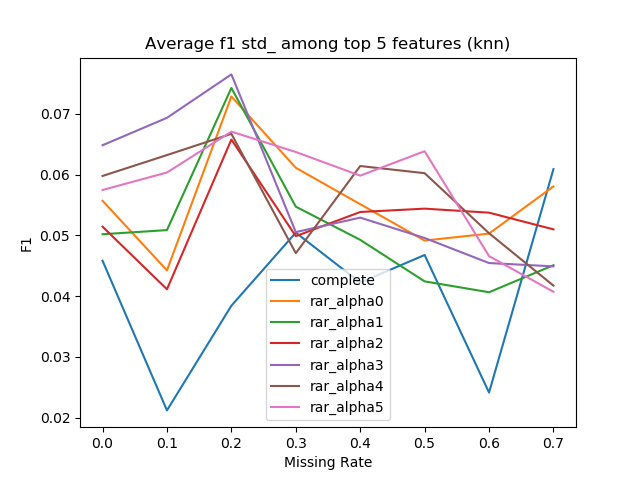 Average f1 std_ among top 5 features (knn)
F1
0.07
0.06
0.05
0.04
0.03
0.02
complete
rar_alpha0
rar_alpha1
rar_alpha2
rar_alpha3
rar_alpha4
rar_alpha5
0.0 0.1 0.2 0.3 0.4 0.5 0.6 0.7
Missing Rate